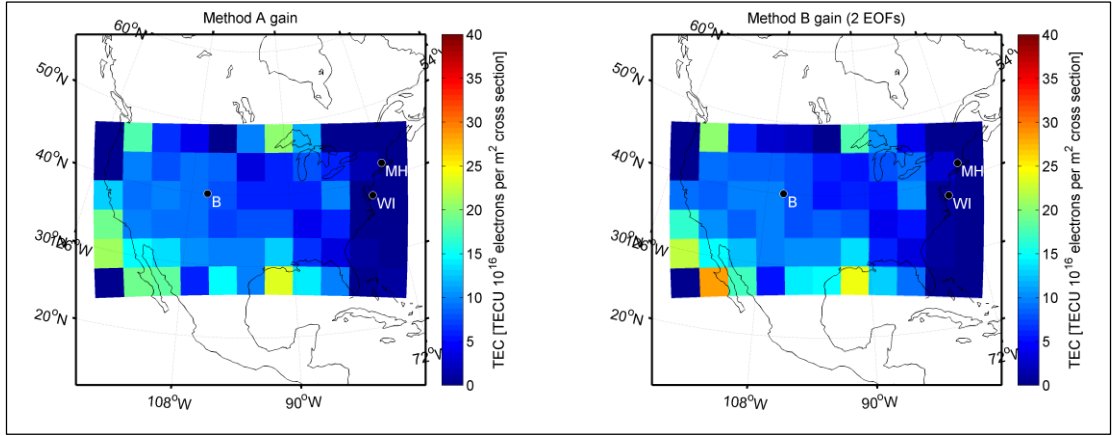 Method A gain
60°N
50°N
40°N
30°N
126°W
20°N
108°W
90°W
72°W
54°W
B
MH
WI
40
35
30
25
20
15
10
5
0
TEC [TECU 10^16 electrons per m² cross section]
Method B gain (2 EOFs)
60°N
50°N
40°N
30°N
126°W
20°N
108°W
90°W
72°W
54°W
B
MH
WI
40
35
30
25
20
15
10
5
0
TEC [TECU 10^16 electrons per m² cross section]